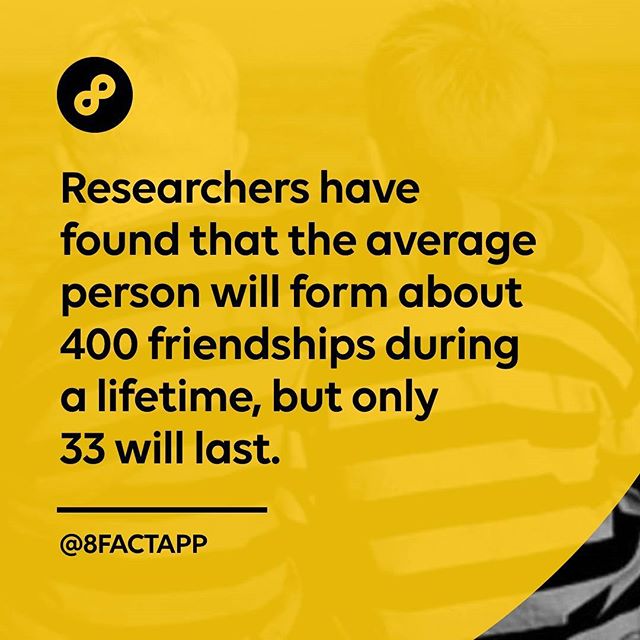 Researchers have
found that the average
person will form about
400 friendships during
a lifetime, but only
33 will last.
@8FACTAPP